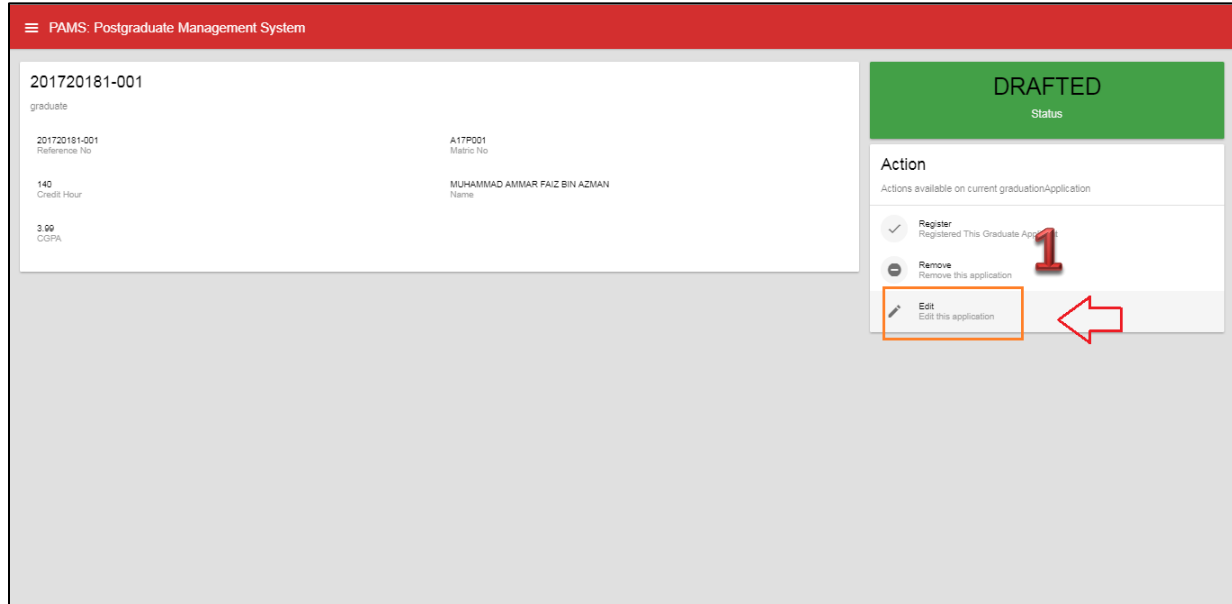 PAMS: Postgraduate Management System
201720181-001
graduate
201720181-001
Reference No
A17P001
Matric No
140
Credit Hour
MUHAMMAD AMMAR FAIZ BIN AZMAN
Name
3.99
CGPA
DRAFTED
Status
Action
Actions available on current graduationApplication
Register
Registered This Graduate
1
Remove
Remove this application
Edit
Edit this application